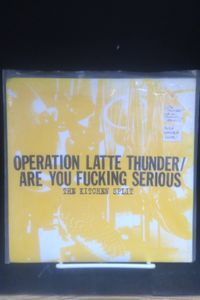 OPERATION LATTE THUNDER/
ARE YOU FUCKING SERIOUS
THE KITCHEN SPLIT